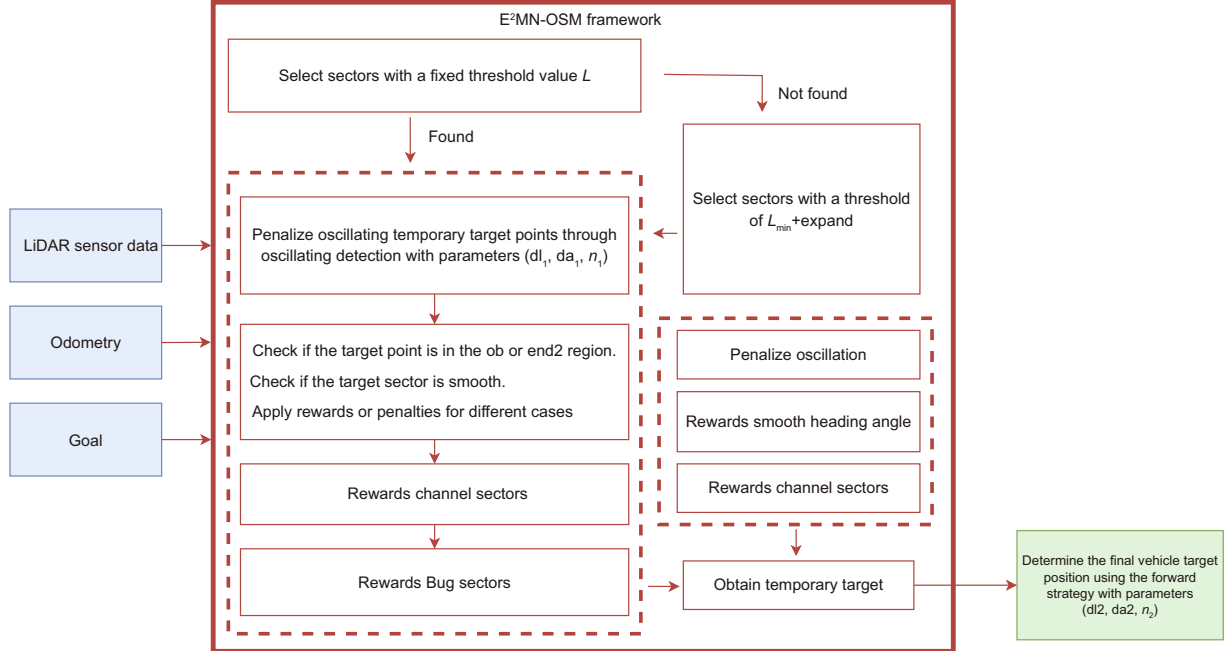 E²MN-OSM framework
Select sectors with a fixed threshold value L
Not found
Found
Select sectors with a threshold
of Lmin+expand
LiDAR sensor data
Odometry
Goal
Penalize oscillating temporary target points through
oscillating detection with parameters (dl₁, da₁, n₁)
Check if the target point is in the ob or end2 region.
Check if the target sector is smooth.
Apply rewards or penalties for different cases
Rewards channel sectors
Rewards Bug sectors
Penalize oscillation
Rewards smooth heading angle
Rewards channel sectors
Obtain temporary target
Determine the final vehicle target
position using the forward
strategy with parameters
(dl2, da2, n₂)